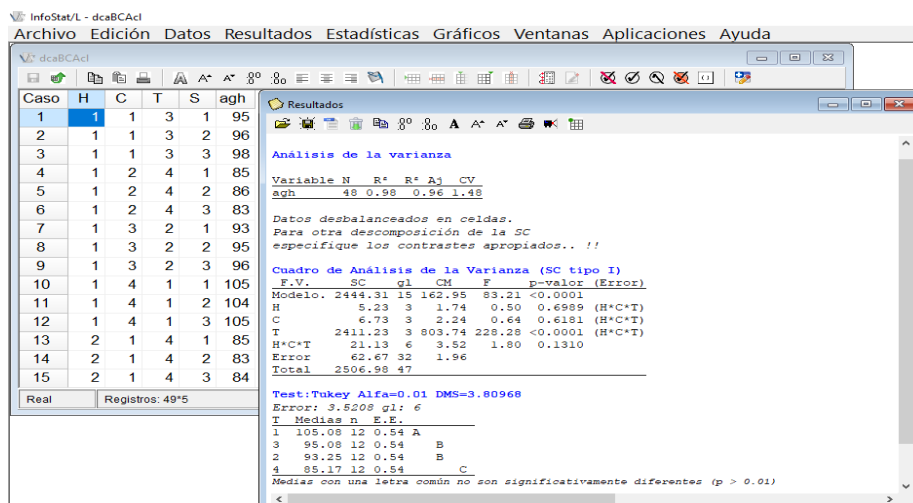 InfoStat/L - dcaBCAcl
Archivo Edición Datos Resultados Estadísticas Gráficos Ventanas Aplicaciones Ayuda
dcaBCAcl
Caso H C T S agh
1 1 1 3 1 95
2 1 1 3 2 96
3 1 1 3 3 98
4 1 2 4 1 85
5 1 2 4 2 86
6 1 2 4 3 83
7 1 3 2 1 93
8 1 3 2 2 95
9 1 3 2 3 96
10 1 4 1 1 105
11 1 4 1 2 104
12 1 4 1 3 105
13 2 1 4 1 85
14 2 1 4 2 83
15 2 1 4 3 84
Real Registros: 49*5
Resultados
Análisis de la varianza
Variable N R² R² Aj CV
agh 48 0.98 0.96 1.48
Datos desbalanceados en celdas.
Para otra descomposición de la SC
especifique los contrastes apropiados.. !!
Cuadro de Análisis de la Varianza (SC tipo I)
F.V. SC gl CM F p-valor (Error)
Modelo. 2444.31 15 162.95 83.21 <0.0001
H 5.23 3 1.74 0.50 0.6989 (H*C*T)
C 6.73 3 2.24 0.64 0.6181 (H*C*T)
T 2411.23 3 803.74 228.28 <0.0001 (H*C*T)
H*C*T 21.13 6 3.52 1.80 0.1310
Error 62.67 32 1.96
Total 2506.98 47
Test:Tukey Alfa=0.01 DMS=3.80968
Error: 3.5208 gl: 6
T Medias n E.E.
1 105.08 12 0.54 A
3 95.08 12 0.54 B
2 93.25 12 0.54 B
4 85.17 12 0.54 C
Medias con una letra común no son significativamente diferentes (p > 0.01)